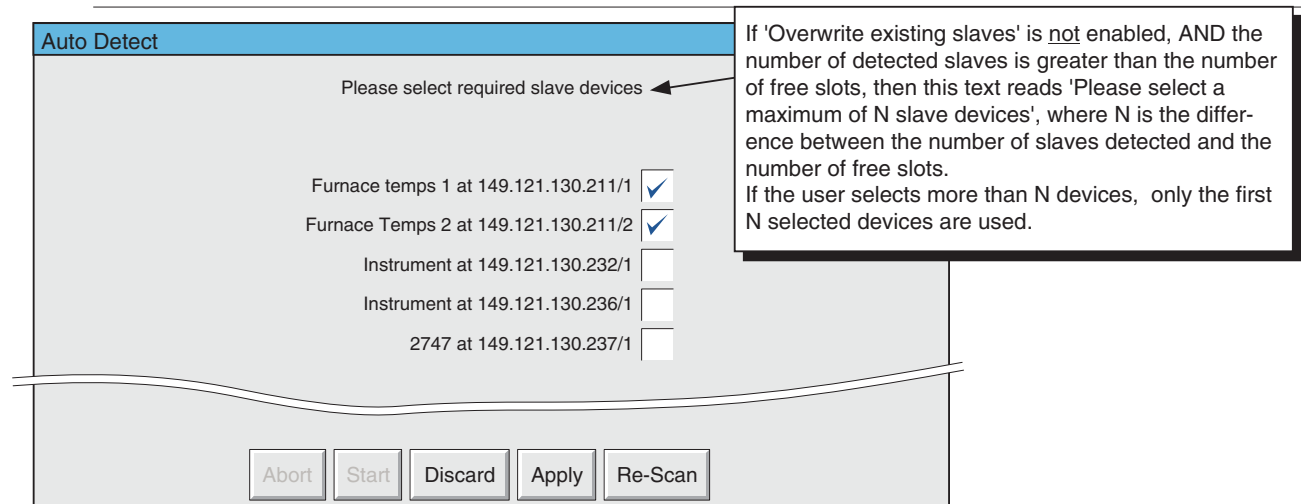 Auto Detect
Please select required slave devices
If 'Overwrite existing slaves' is not enabled, AND the
number of detected slaves is greater than the number
of free slots, then this text reads 'Please select a
maximum of N slave devices', where N is the differ-
ence between the number of slaves detected and the
number of free slots.
If the user selects more than N devices, only the first
N selected devices are used.
Furnace temps 1 at 149.121.130.211/1
Furnace Temps 2 at 149.121.130.211/2
Instrument at 149.121.130.232/1
Instrument at 149.121.130.236/1
2747 at 149.121.130.237/1
Abort Start Discard Apply Re-Scan